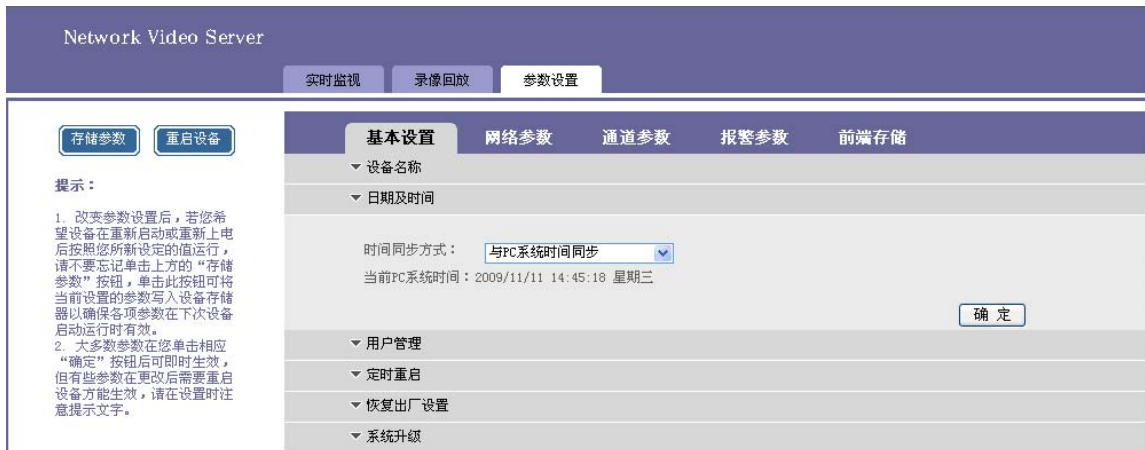 Network Video Server
实时监视 录像回放 参数设置
存储参数 重启设备
提示：
1. 改变参数设置后，若您希
望设备在重新启动或重新上电
后按照您所新设定的值运行，
请不要忘记单击上方的“存储
参数”按钮，单击此按钮可将
当前设置的参数写入设备存储
器以确保各项参数在下次设备
启动运行时有效。
2. 大多数参数在您单击相应
“确定”按钮后可即时生效，
但有些参数在更改后需要重启
设备方能生效，请在设置时注
意提示文字。
基本设置 网络参数 通道参数 报警参数 前端存储
设备名称
日期及时间
时间同步方式： 与PC系统时间同步
当前PC系统时间：2009/11/11 14:45:18 星期三
确 定
用户管理
定时重启
恢复出厂设置
系统升级